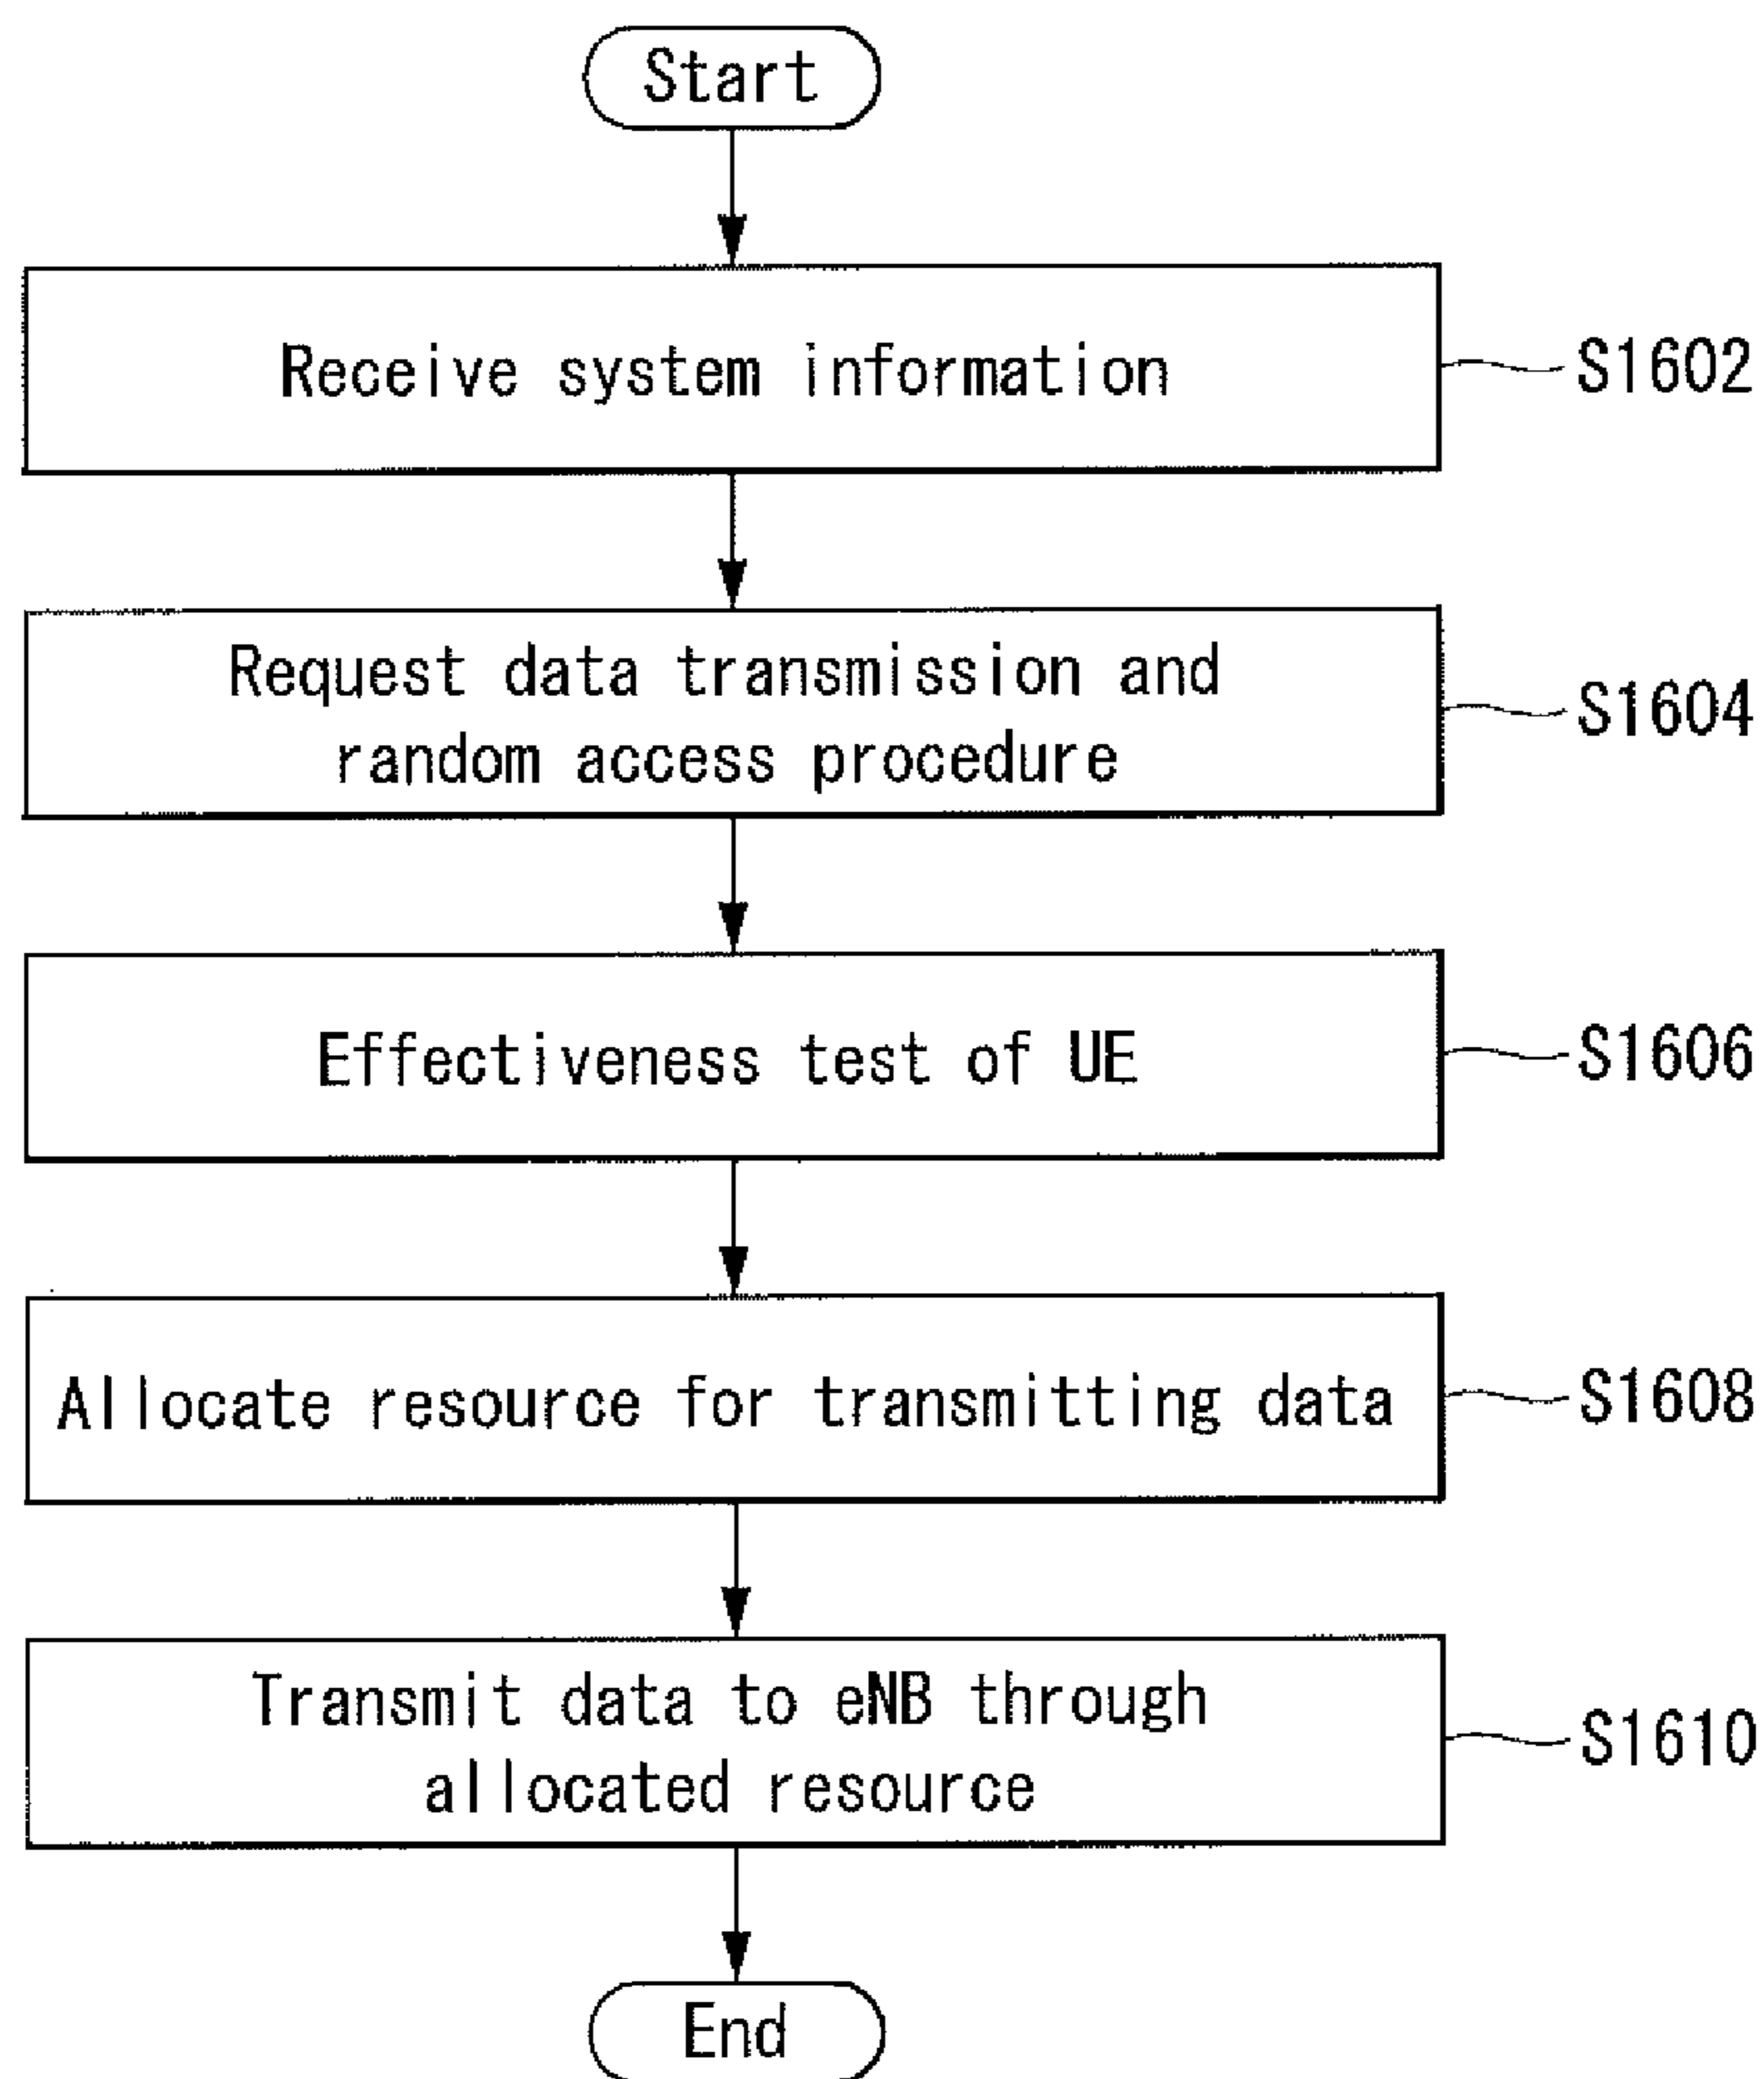 Start
Receive system information
S1602
Request data transmission and
random access procedure
S1604
Effectiveness test of UE
S1606
Allocate resource for transmitting data
S1608
Transmit data to eNB through
allocated resource
S1610
End